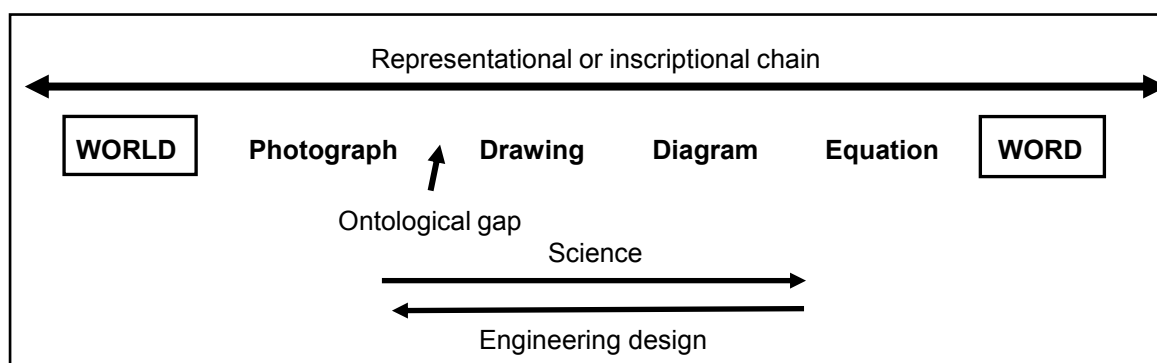 Representational or inscriptional chain
WORLD Photograph Drawing Diagram Equation WORD
Ontological gap
Science
Engineering design